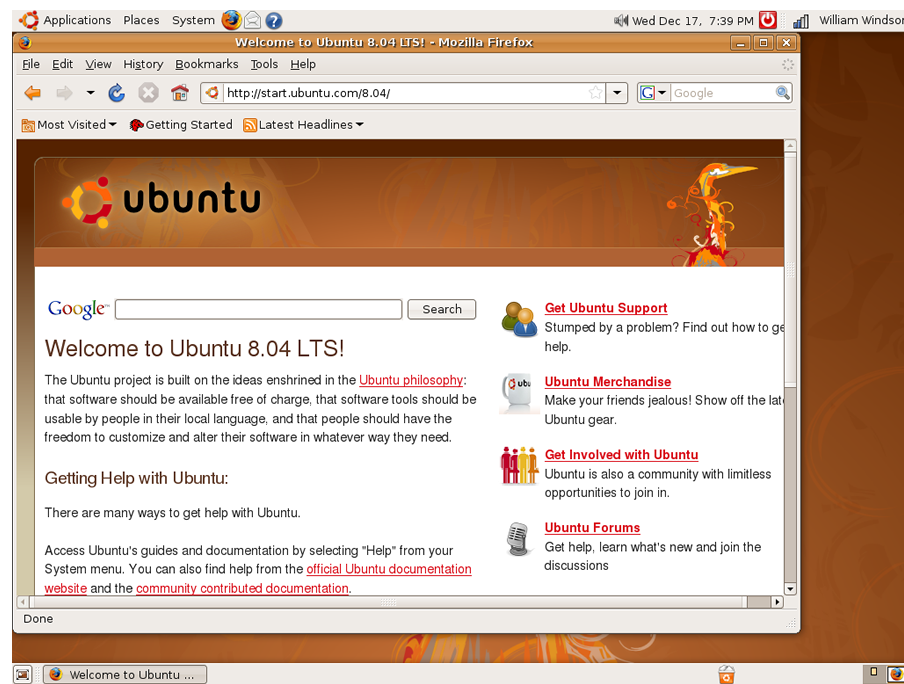 Applications Places System
Wed Dec 17, 7:39 PM
William Windsor
Welcome to Ubuntu 8.04 LTS! - Mozilla Firefox
File Edit View History Bookmarks Tools Help
http://start.ubuntu.com/8.04/
G
Google
Most Visited Getting Started Latest Headlines
ubuntu
Google™
Search
Welcome to Ubuntu 8.04 LTS!
The Ubuntu project is built on the ideas enshrined in the Ubuntu philosophy:
that software should be available free of charge, that software tools should be
usable by people in their local language, and that people should have the
freedom to customize and alter their software in whatever way they need.
Getting Help with Ubuntu:
There are many ways to get help with Ubuntu.
Access Ubuntu's guides and documentation by selecting "Help" from your
System menu. You can also find help from the official Ubuntu documentation
website and the community contributed documentation.
Get Ubuntu Support
Stumped by a problem? Find out how to ge
help.
ubu
Ubuntu Merchandise
Make your friends jealous! Show off the late
Ubuntu gear.
Get Involved with Ubuntu
Ubuntu is also a community with limitless
opportunities to join in.
Ubuntu Forums
Get help, learn what's new and join the
discussions
Done
Welcome to Ubuntu ...